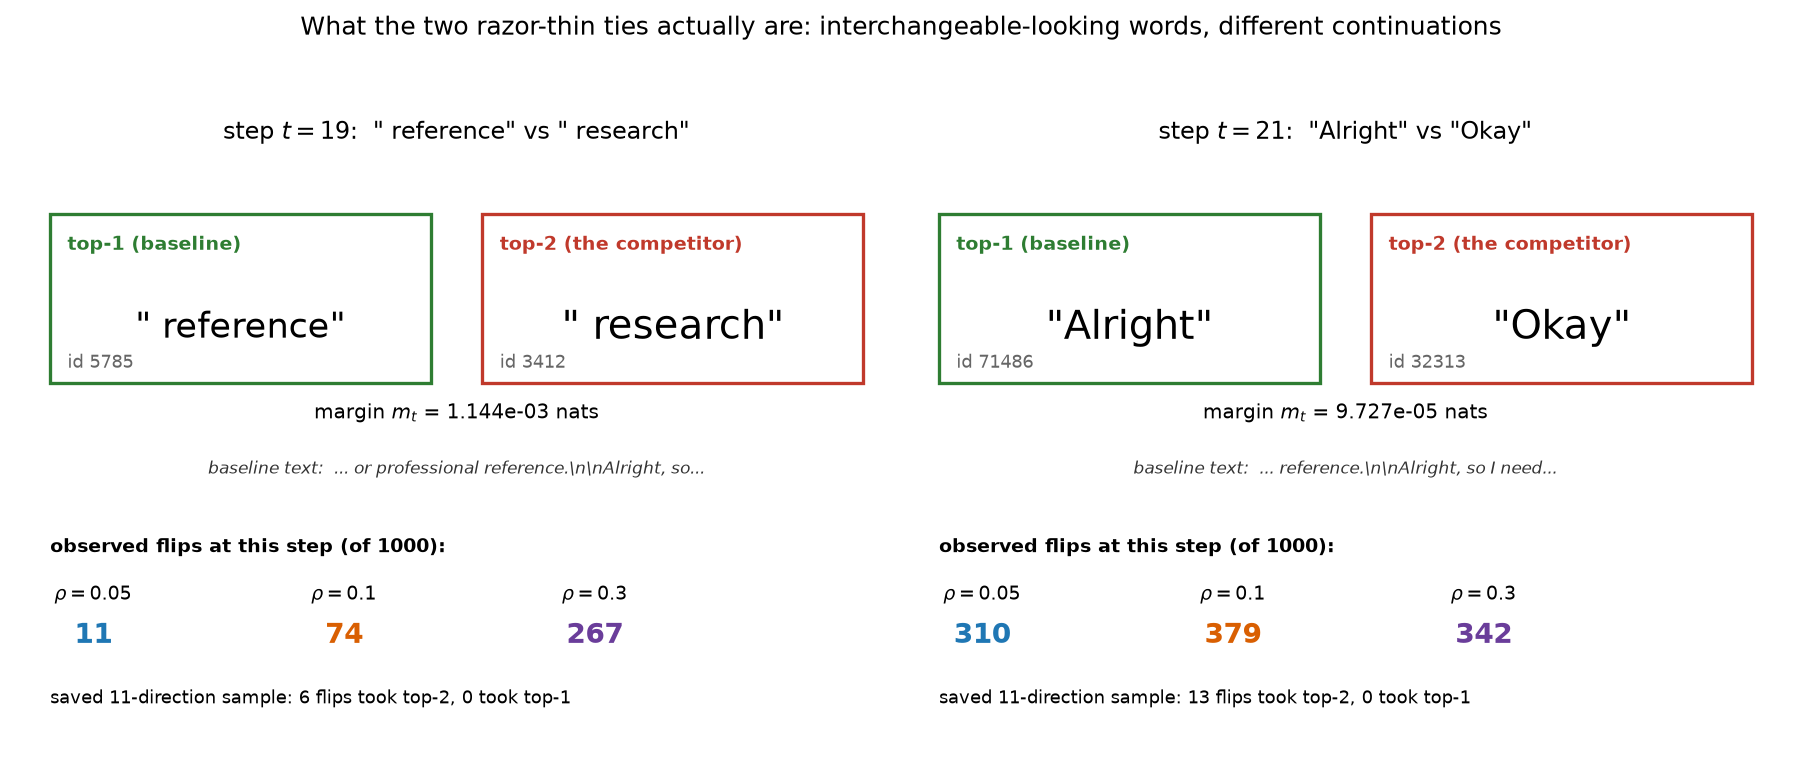 What the two razor-thin ties actually are: interchangeable-looking words, different continuations
step t = 19:  " reference" vs " research"
top-1 (baseline)
" reference"
id 5785
top-2 (the competitor)
" research"
id 3412
margin mₜ = 1.144e-03 nats
baseline text:  ... or professional reference.\n\nAlright, so...
observed flips at this step (of 1000):
ρ = 0.05
ρ = 0.1
ρ = 0.3
11
74
267
saved 11-direction sample: 6 flips took top-2, 0 took top-1
step t = 21:  "Alright" vs "Okay"
top-1 (baseline)
"Alright"
id 71486
top-2 (the competitor)
"Okay"
id 32313
margin mₜ = 9.727e-05 nats
baseline text:  ... reference.\n\nAlright, so I need...
observed flips at this step (of 1000):
ρ = 0.05
ρ = 0.1
ρ = 0.3
310
379
342
saved 11-direction sample: 13 flips took top-2, 0 took top-1